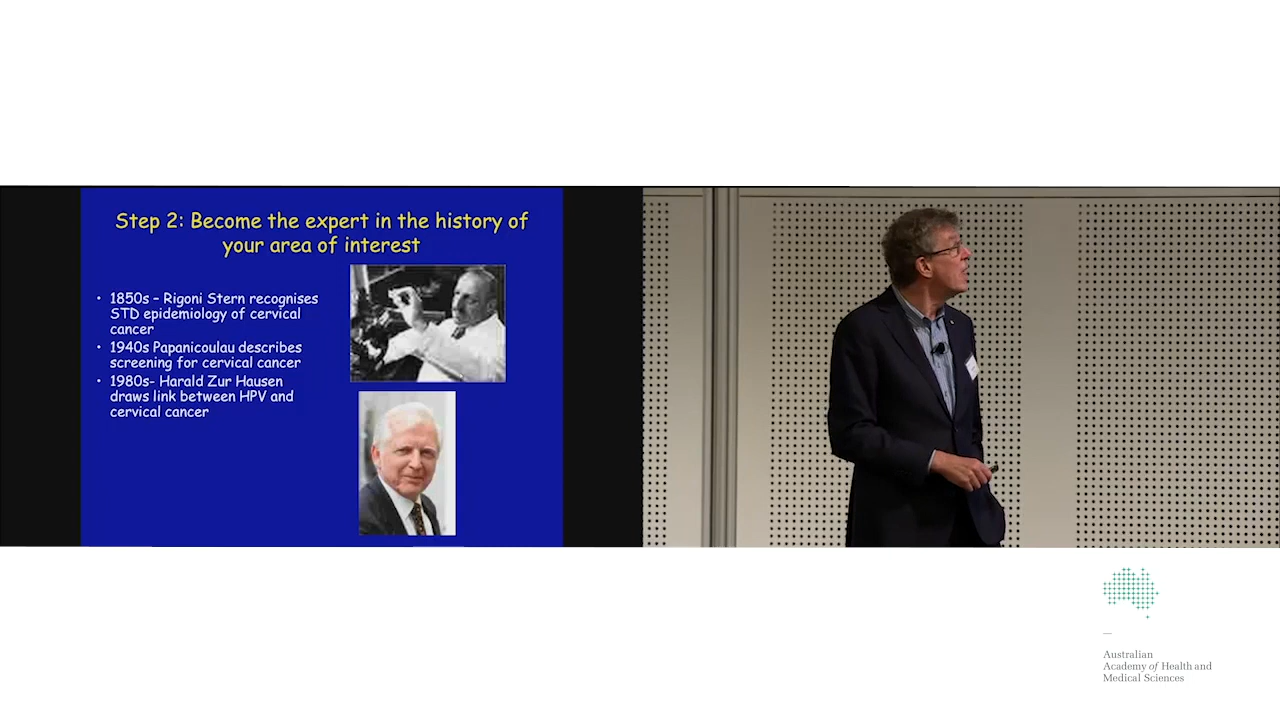 Step 2: Become the expert in the history of
your area of interest
• 1850s – Rigoni Stern recognises
STD epidemiology of cervical
cancer
• 1940s Papanicoulau describes
screening for cervical cancer
• 1980s- Harald Zur Hausen
draws link between HPV and
cervical cancer
Australian
Academy of Health and
Medical Sciences